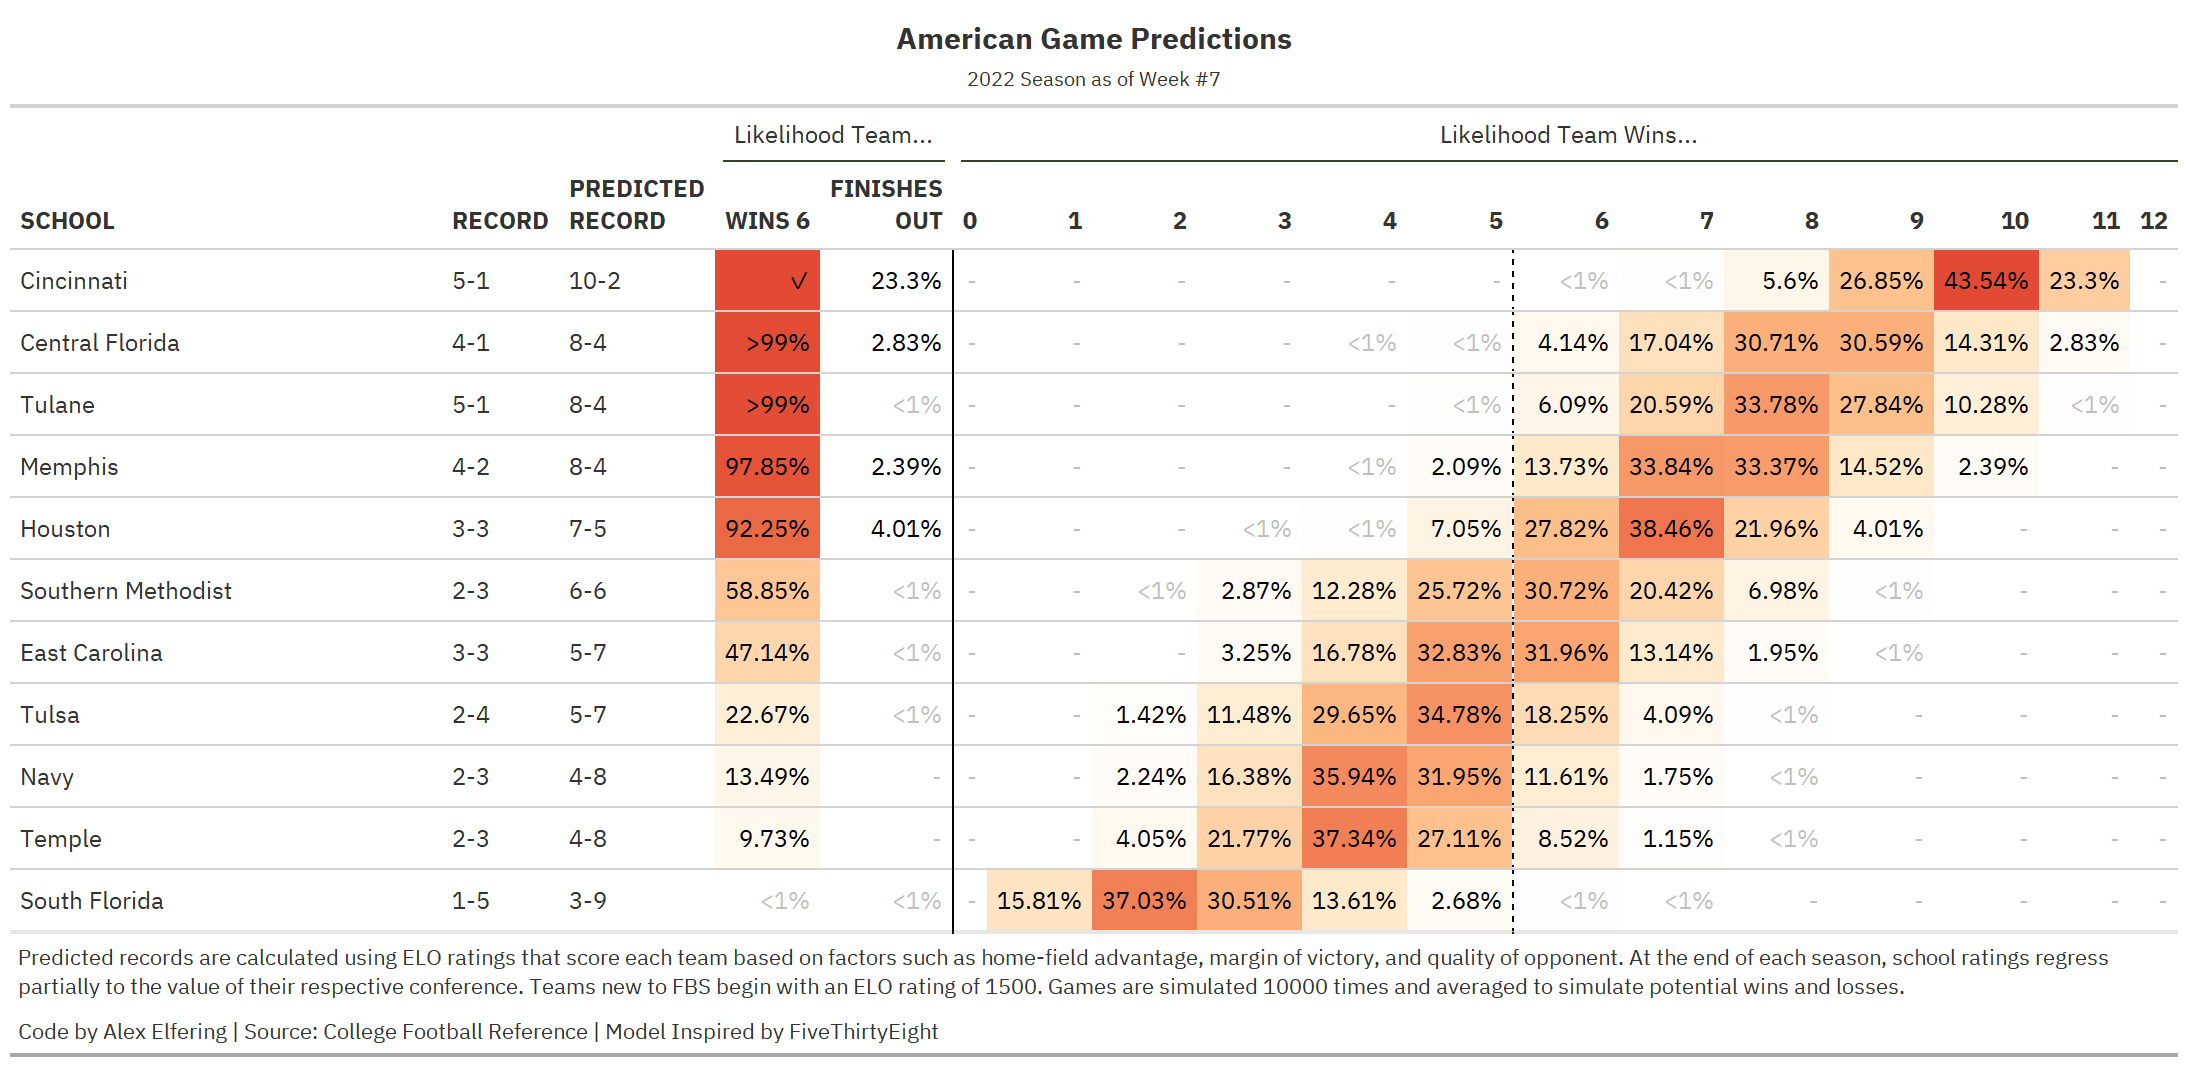 American Game Predictions
2022 Season as of Week #7
Likelihood Team... Likelihood Team Wins...
SCHOOL RECORD PREDICTED RECORD WINS 6 FINISHES OUT 0 1 2 3 4 5 6 7 8 9 10 11 12
Cincinnati 5-1 10-2 ✓ 23.3% - - - - - - <1% <1% 5.6% 26.85% 43.54% 23.3% -
Central Florida 4-1 8-4 >99% 2.83% - - - - <1% <1% 4.14% 17.04% 30.71% 30.59% 14.31% 2.83% -
Tulane 5-1 8-4 >99% <1% - - - - - <1% 6.09% 20.59% 33.78% 27.84% 10.28% <1% -
Memphis 4-2 8-4 97.85% 2.39% - - - - <1% 2.09% 13.73% 33.84% 33.37% 14.52% 2.39% - -
Houston 3-3 7-5 92.25% 4.01% - - - <1% <1% 7.05% 27.82% 38.46% 21.96% 4.01% - - -
Southern Methodist 2-3 6-6 58.85% <1% - - <1% 2.87% 12.28% 25.72% 30.72% 20.42% 6.98% <1% - - -
East Carolina 3-3 5-7 47.14% <1% - - - 3.25% 16.78% 32.83% 31.96% 13.14% 1.95% <1% - - -
Tulsa 2-4 5-7 22.67% <1% - - 1.42% 11.48% 29.65% 34.78% 18.25% 4.09% <1% - - - -
Navy 2-3 4-8 13.49% - - - 2.24% 16.38% 35.94% 31.95% 11.61% 1.75% <1% - - - -
Temple 2-3 4-8 9.73% - - - 4.05% 21.77% 37.34% 27.11% 8.52% 1.15% <1% - - - -
South Florida 1-5 3-9 <1% <1% - 15.81% 37.03% 30.51% 13.61% 2.68% <1% <1% - - - - -
Predicted records are calculated using ELO ratings that score each team based on factors such as home-field advantage, margin of victory, and quality of opponent. At the end of each season, school ratings regress
partially to the value of their respective conference. Teams new to FBS begin with an ELO rating of 1500. Games are simulated 10000 times and averaged to simulate potential wins and losses.
Code by Alex Elfering | Source: College Football Reference | Model Inspired by FiveThirtyEight